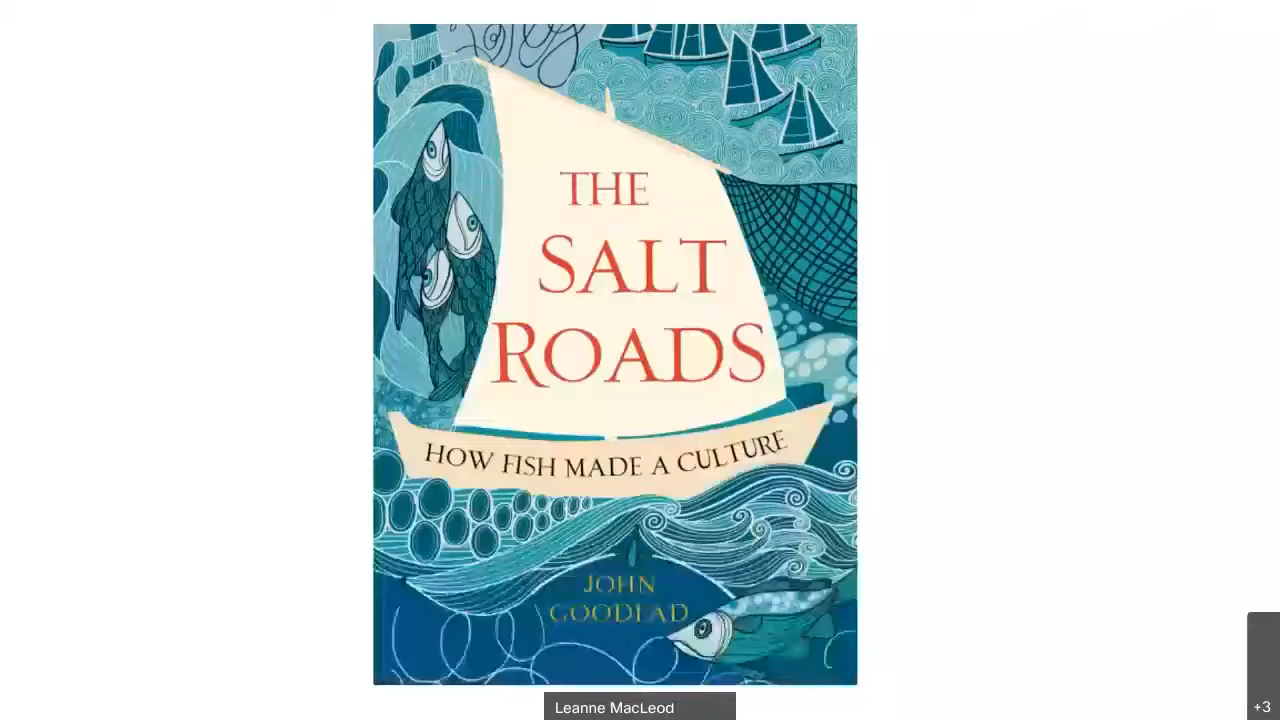 THE
SALT
ROADS
HOW FISH MADE A CULTURE
JOHN
GOODLAD
Leanne MacLeod
+3